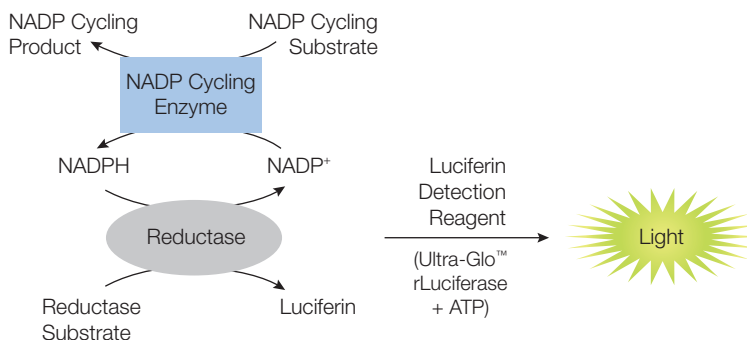 NADP Cycling
Product
NADP Cycling
Substrate
NADP Cycling
Enzyme
NADPH
NADP⁺
Reductase
Reductase
Substrate
Luciferin
Luciferin
Detection
Reagent
(Ultra-Glo™
rLuciferase
+ ATP)
Light